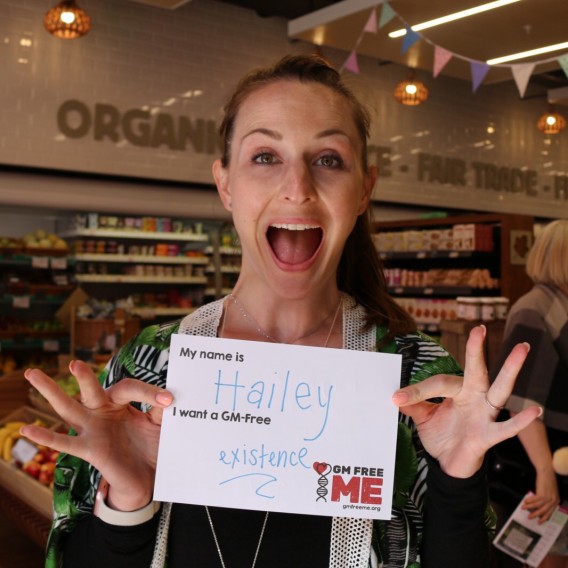 ORGANI
E - FAIR TRADE - F
My name is
Hailey
I want a GM-Free
existence
GM FREE
ME
gmfreeme.org